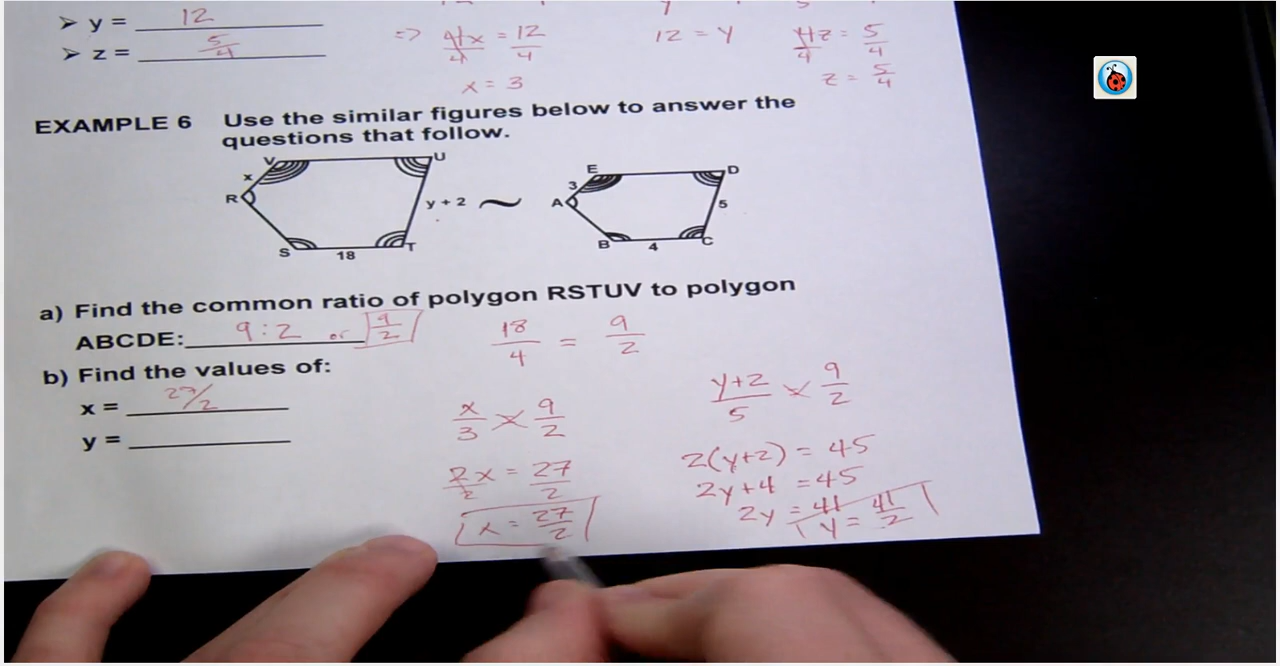 ➤ y = 12
➤ z = 5/4
=> 4x/4 = 12/4
x = 3
12 = y
4z/4 = 5/4
z = 5/4
EXAMPLE 6 Use the similar figures below to answer the
questions that follow.
V U
x
R
y + 2
S 18 T
~
E D
3
A
5
B 4 C
a) Find the common ratio of polygon RSTUV to polygon
ABCDE: 9:2 or 9/2
18/4 = 9/2
b) Find the values of:
x = 27/2
y =
x/3 9/2
2x/2 = 27/2
x = 27/2
y+2/5 9/2
2(y+2) = 45
2y+4 = 45
2y = 41
y = 41/2